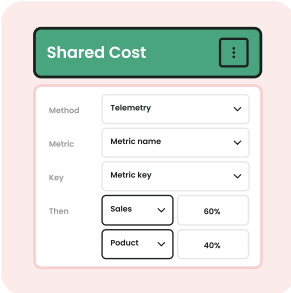 Shared Cost
Method Telemetry
Metric Metric name
Key Metric key
Then Sales 60%
Poduct 40%